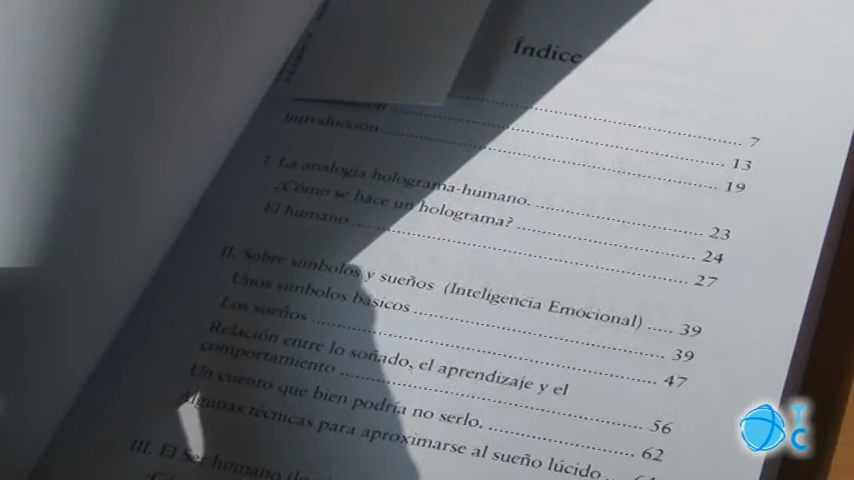 Índice
7
13
Introducción 19
I. La analogía holograma-humano. 23
¿Cómo se hace un holograma? 24
El humano 27
II. Sobre símbolos y sueños (Inteligencia Emocional) 39
Unos símbolos básicos 39
Los sueños 47
Relación entre lo soñado, el aprendizaje y el
comportamiento 56
Un cuento que bien podría no serlo. 62
Algunas técnicas para aproximarse al sueño lúcido
III. El Ser humano
TC